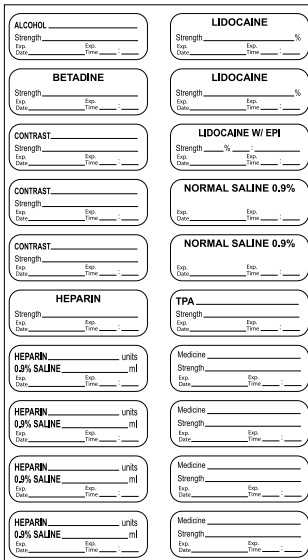 ALCOHOL
Strength
Exp. Date Exp. Time :
BETADINE
Strength
Exp. Date Exp. Time :
CONTRAST
Strength
Exp. Date Exp. Time :
CONTRAST
Strength
Exp. Date Exp. Time :
CONTRAST
Strength
Exp. Date Exp. Time :
HEPARIN
Strength
Exp. Date Exp. Time :
HEPARIN units
0.9% SALINE ml
Exp. Date Exp. Time :
HEPARIN units
0.9% SALINE ml
Exp. Date Exp. Time :
HEPARIN units
0.9% SALINE ml
Exp. Date Exp. Time :
HEPARIN units
0.9% SALINE ml
Exp. Date Exp. Time :
LIDOCAINE
Strength %
Exp. Date Exp. Time :
LIDOCAINE
Strength %
Exp. Date Exp. Time :
LIDOCAINE W/ EPI
Strength % :
Exp. Date Exp. Time :
NORMAL SALINE 0.9%
Exp. Date Exp. Time :
NORMAL SALINE 0.9%
Exp. Date Exp. Time :
TPA
Strength
Exp. Date Exp. Time :
Medicine
Strength
Exp. Date Exp. Time :
Medicine
Strength
Exp. Date Exp. Time :
Medicine
Strength
Exp. Date Exp. Time :
Medicine
Strength
Exp. Date Exp. Time :